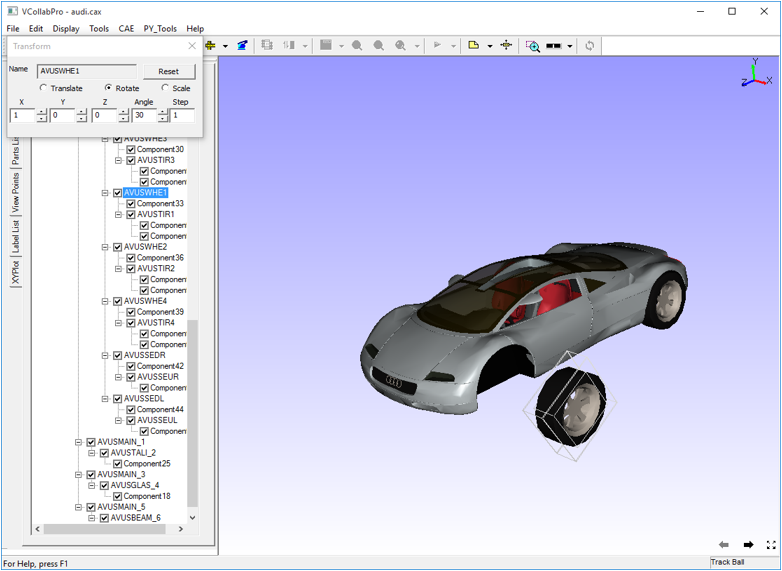 VCollabPro - audi.cax
File Edit Display Tools CAE PY_Tools Help
Transform
Name AVUSWHE1 Reset
Translate Rotate Scale
X Y Z Angle Step
1 0 0 30 1
Parts List
View Points
Label List
XYPlot
AVUSWHE3
Component30
AVUSTIR3
Component
Component
AVUSWHE1
Component33
AVUSTIR1
Component
Component
AVUSWHE2
Component36
AVUSTIR2
Component
Component
AVUSWHE4
Component39
AVUSTIR4
Component
Component
AVUSSEDR
Component42
AVUSSEUR
Component
AVUSSEDL
Component44
AVUSSEUL
Component
AVUSMAIN_1
AVUSTALI_2
Component25
AVUSMAIN_3
AVUSGLAS_4
Component18
AVUSMAIN_5
AVUSBEAM_6
Y
Z X
For Help, press F1
Track Ball